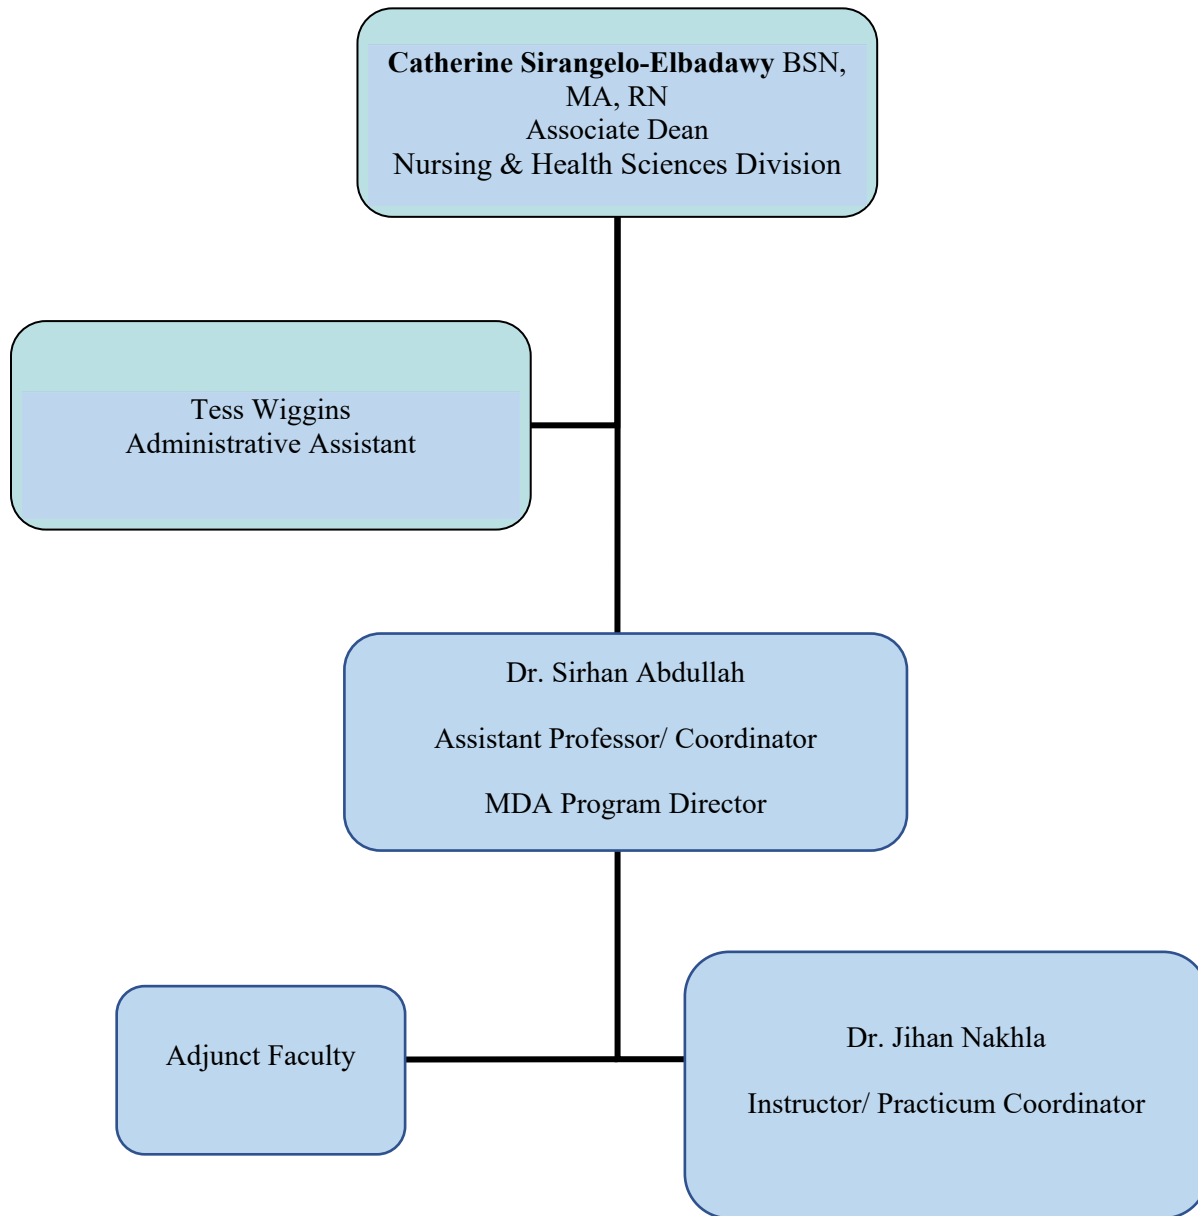 Catherine Sirangelo-Elbadawy BSN,
MA, RN
Associate Dean
Nursing & Health Sciences Division
Tess Wiggins
Administrative Assistant
Dr. Sirhan Abdullah
Assistant Professor/ Coordinator
MDA Program Director
Adjunct Faculty
Dr. Jihan Nakhla
Instructor/ Practicum Coordinator